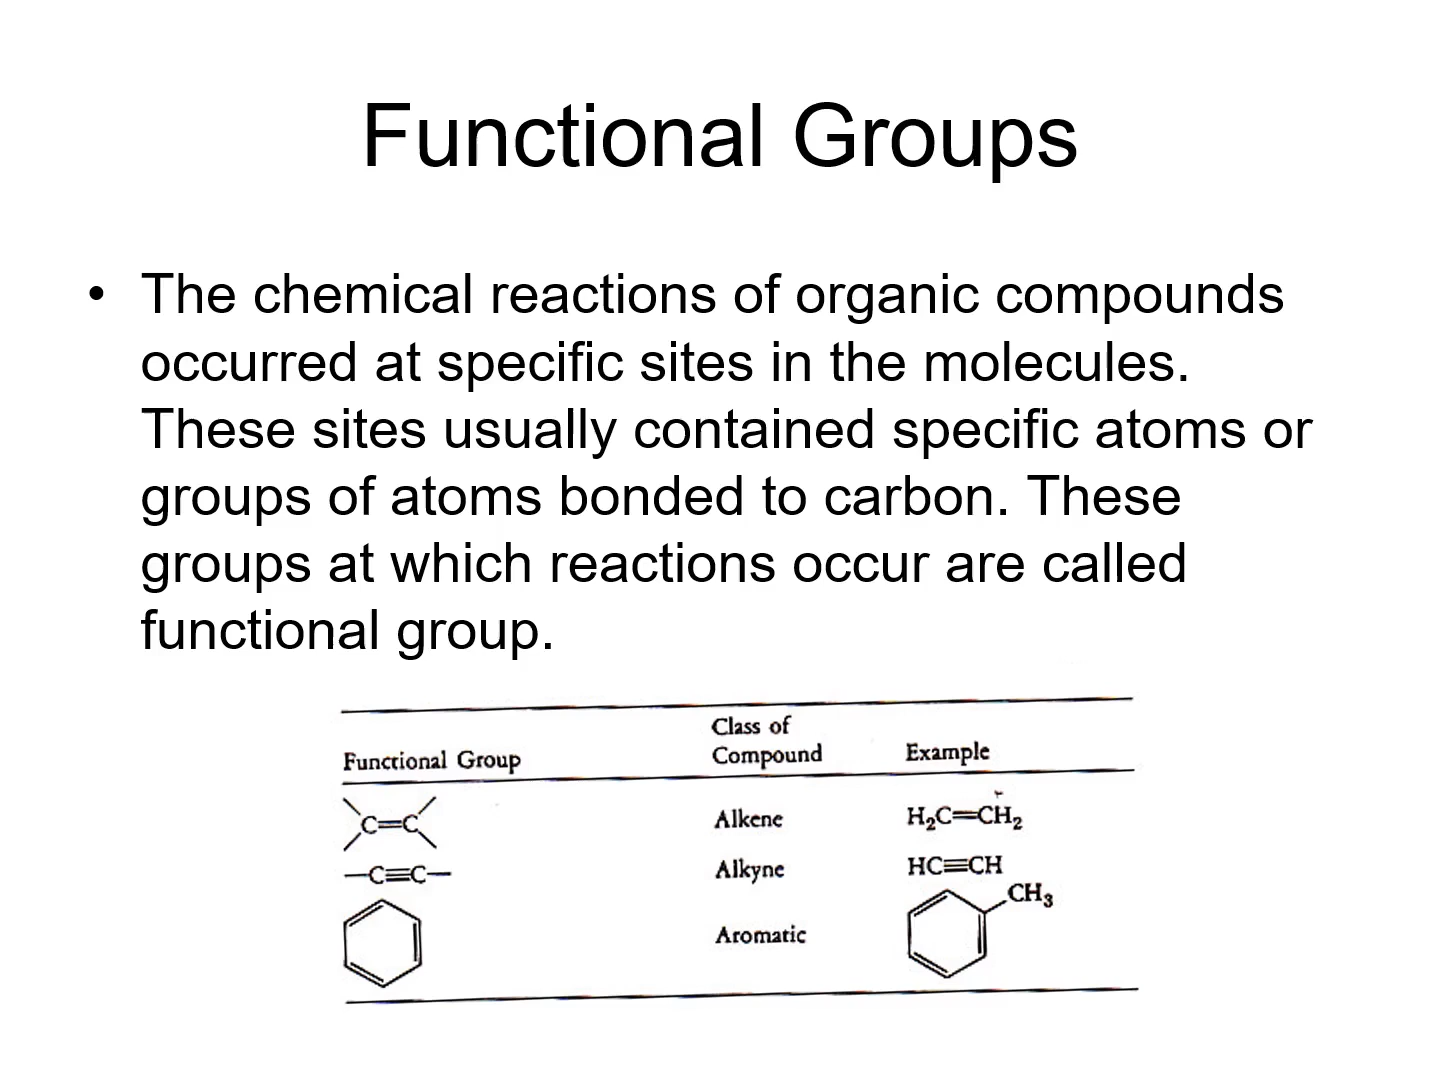 Functional Groups
• The chemical reactions of organic compounds
occurred at specific sites in the molecules.
These sites usually contained specific atoms or
groups of atoms bonded to carbon. These
groups at which reactions occur are called
functional group.
Class of
Functional Group Compound Example
C=C Alkene H₂C=CH₂
—C≡C— Alkyne HC≡CH
CH₃
Aromatic